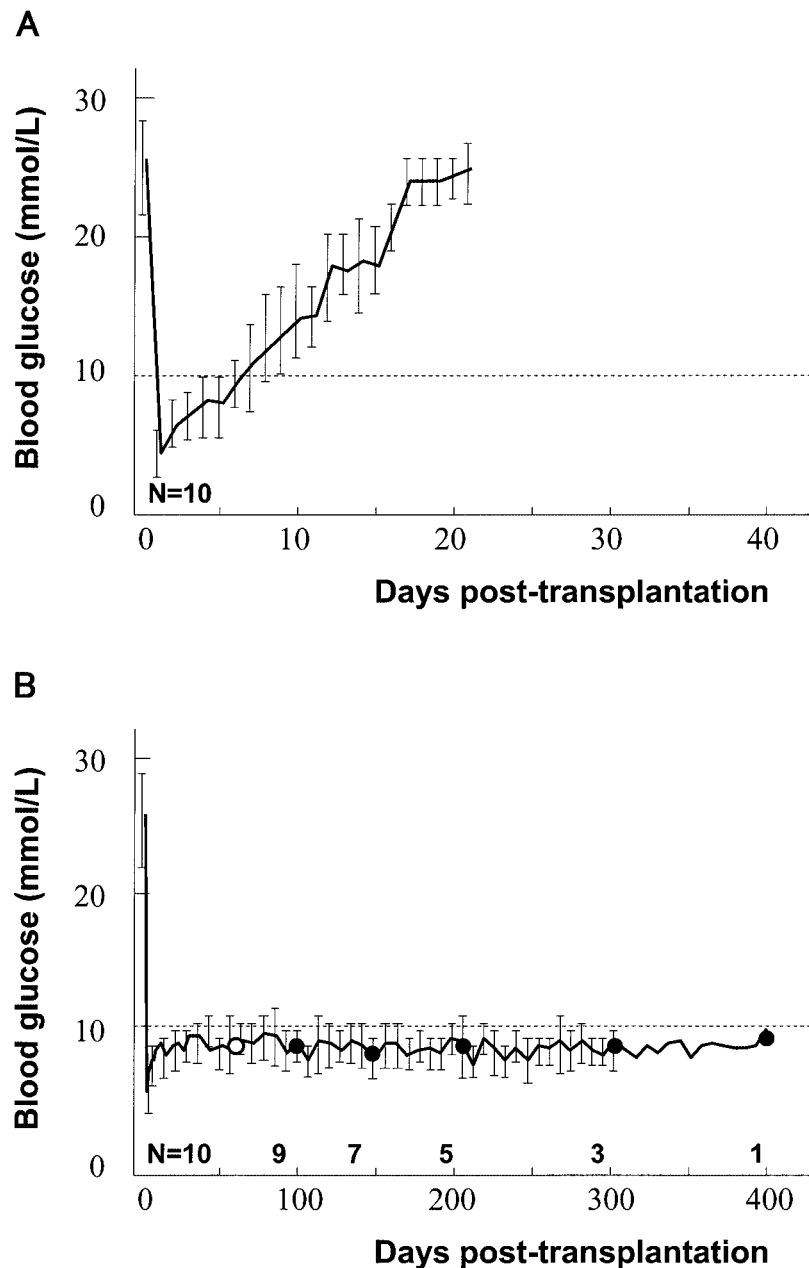 A
Blood glucose (mmol/L)
30
20
10
0
N=10
0 10 20 30 40
Days post-transplantation
B
Blood glucose (mmol/L)
30
20
10
0
N=10 9 7 5 3 1
0 100 200 300 400
Days post-transplantation